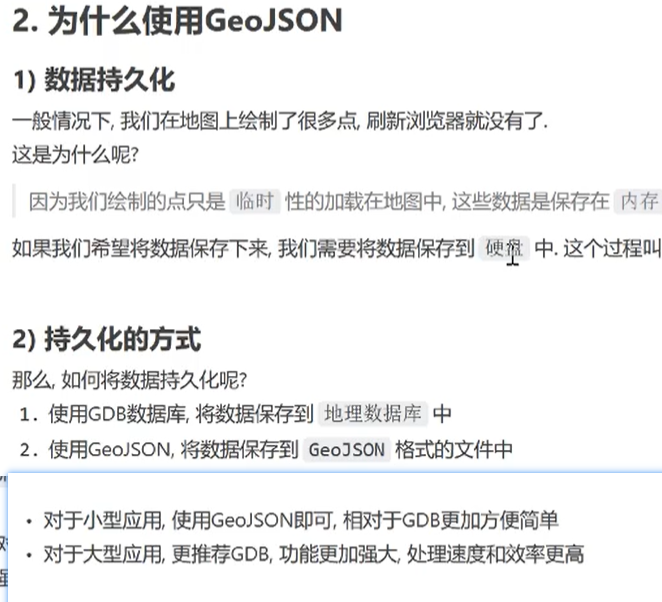 2. 为什么使用GeoJSON
1) 数据持久化
一般情况下, 我们在地图上绘制了很多点, 刷新浏览器就没有了.
这是为什么呢?
因为我们绘制的点只是 临时 性的加载在地图中, 这些数据是保存在 内存
如果我们希望将数据保存下来, 我们需要将数据保存到 硬盘 中. 这个过程叫
2) 持久化的方式
那么, 如何将数据持久化呢?
1. 使用GDB数据库, 将数据保存到 地理数据库 中
2. 使用GeoJSON, 将数据保存到 GeoJSON 格式的文件中
• 对于小型应用, 使用GeoJSON即可, 相对于GDB更加方便简单
• 对于大型应用, 更推荐GDB, 功能更加强大, 处理速度和效率更高